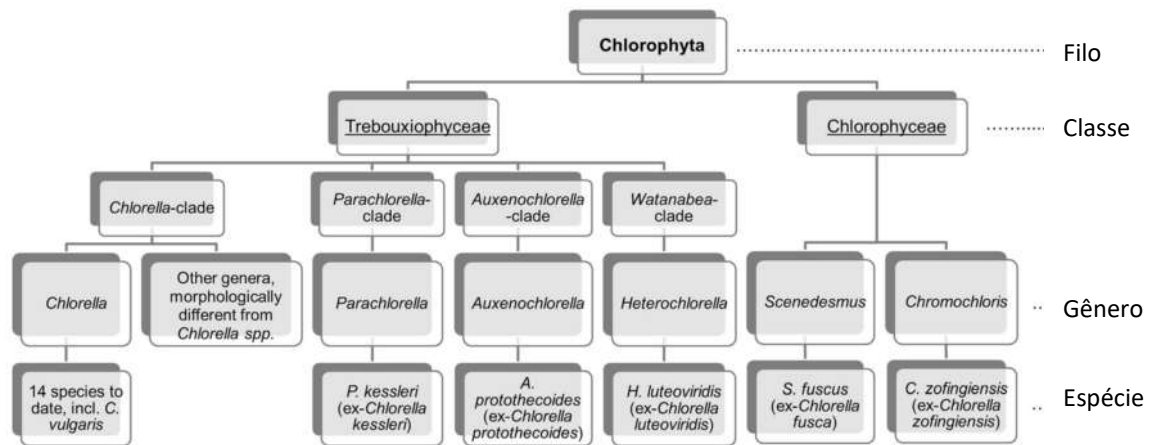 Chlorophyta
Filo
Trebouxiophyceae
Chlorophyceae
Classe
Chlorella-clade
Parachlorella-
clade
Auxenochlorella
-clade
Watanabea-
clade
Chlorella
Other genera,
morphologically
different from
Chlorella spp.
Parachlorella
Auxenochlorella
Heterochlorella
Scenedesmus
Chromochloris
Gênero
14 species to
date, incl. C.
vulgaris
P. kessleri
(ex-Chlorella
kessleri)
A.
protothecoides
(ex-Chlorella
protothecoides)
H. luteoviridis
(ex-Chlorella
luteoviridis)
S. fuscus
(ex-Chlorella
fusca)
C. zofingiensis
(ex-Chlorella
zofingiensis)
Espécie